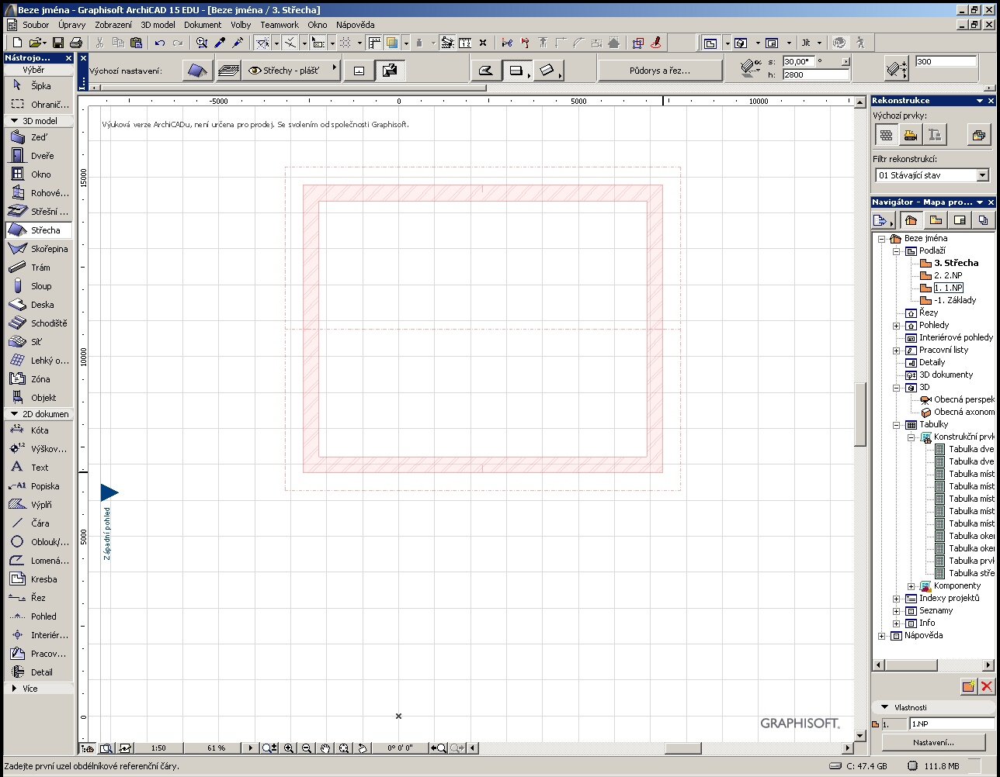 Beze jména - Graphisoft ArchiCAD 15 EDU - [Beze jména / 3. Střecha]
Soubor Úpravy Zobrazení 3D model Dokument Volby Teamwork Okno Nápověda
Nástrojo...
Výběr
Šipka
Ohranič...
3D model
Zeď
Dveře
Okno
Rohové...
Střešní ...
Střecha
Skořepina
Trám
Sloup
Deska
Schodiště
Síť
Lehký o...
Zóna
Objekt
2D dokumen
Kóta
Výškov...
Text
Popiska
Výplň
Čára
Oblouk/...
Lomená...
Kresba
Řez
Pohled
Interiér...
Pracov...
Detail
Více
Výchozí nastavení:
Střechy - plášť
Půdorys a řez...
s: 30,00° °
h: 2800
300
-5000 0 5000 10000
15000
10000
5000
0
Výuková verze ArchiCADu, není určena pro prodej. Se svolením od společnosti Graphisoft.
Západní pohled
GRAPHISOFT.
1:50 61 % 0° 0' 0"
Rekonstrukce
Výchozí prvky:
Filtr rekonstrukcí:
01 Stávající stav
Navigátor - Mapa pro...
Beze jména
Podlaží
3. Střecha
2. 2.NP
1. 1.NP
-1. Základy
Řezy
Pohledy
Interiérové pohledy
Pracovní listy
Detaily
3D dokumenty
3D
Obecná perspek
Obecná axonom
Tabulky
Konstrukční prvk
Tabulka dve
Tabulka dve
Tabulka míst
Tabulka míst
Tabulka míst
Tabulka míst
Tabulka míst
Tabulka oker
Tabulka oker
Tabulka prvk
Tabulka stře
Komponenty
Indexy projektů
Seznamy
Info
Nápověda
Vlastnosti
1. 1.NP
Nastavení...
Zadejte první uzel obdélníkové referenční čáry.
C: 47.4 GB 111.8 MB